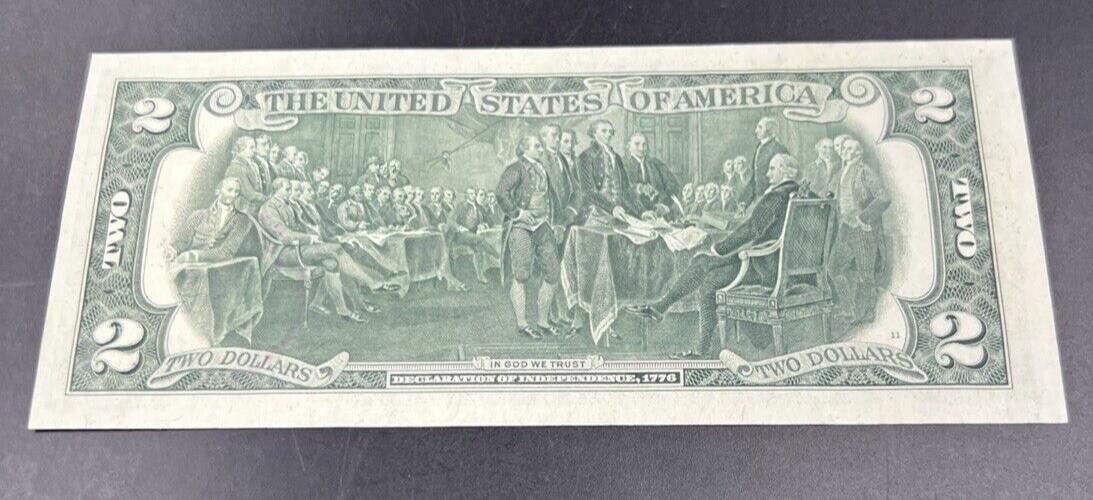 2 THE UNITED STATES OF AMERICA 2
TWO
TWO
2 2
TWO DOLLARS
IN GOD WE TRUST
TWO DOLLARS
11
DECLARATION OF INDEPENDENCE, 1776